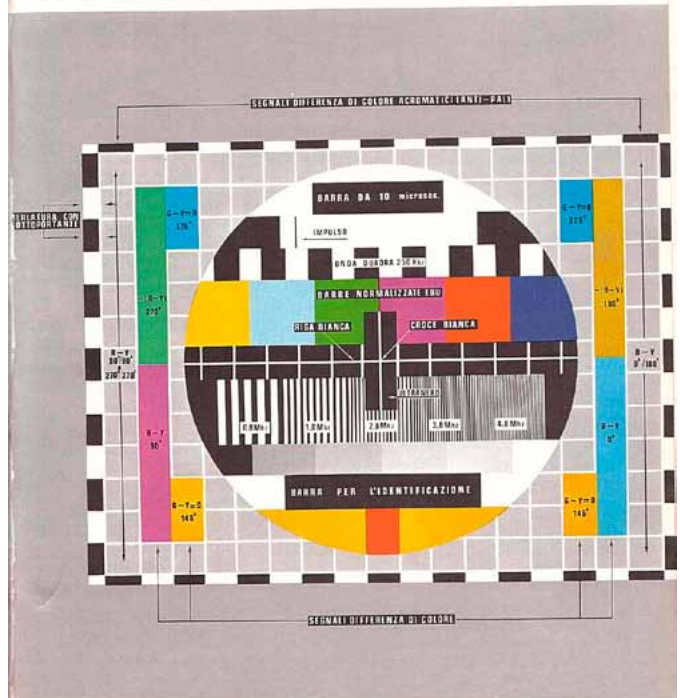 SEGNALI DIFFERENZA DI COLORE ACROMATICI (ANTI-PAL)
BARRA DA 10 microsec.
IMPULSO
ONDA QUADRA 250 Khz
BARRE NORMALIZZATE EBU
RIGA BIANCA
CROCE BIANCA
ULTRANERO
0,8Mhz
1,8Mhz
2,8Mhz
3,8Mhz
4,8Mhz
BARRA PER L'IDENTIFICAZIONE
G-Y=0
G-Y=0
-(R-Y)
270°
-(B-Y)
180°
R-Y
90°
B-Y
0°
R-Y
90°/90°
270° 270°
B-Y
0°/180°
G-Y=0
146°
G-Y=0
146°
SEGNALI DIFFERENZA DI COLORE